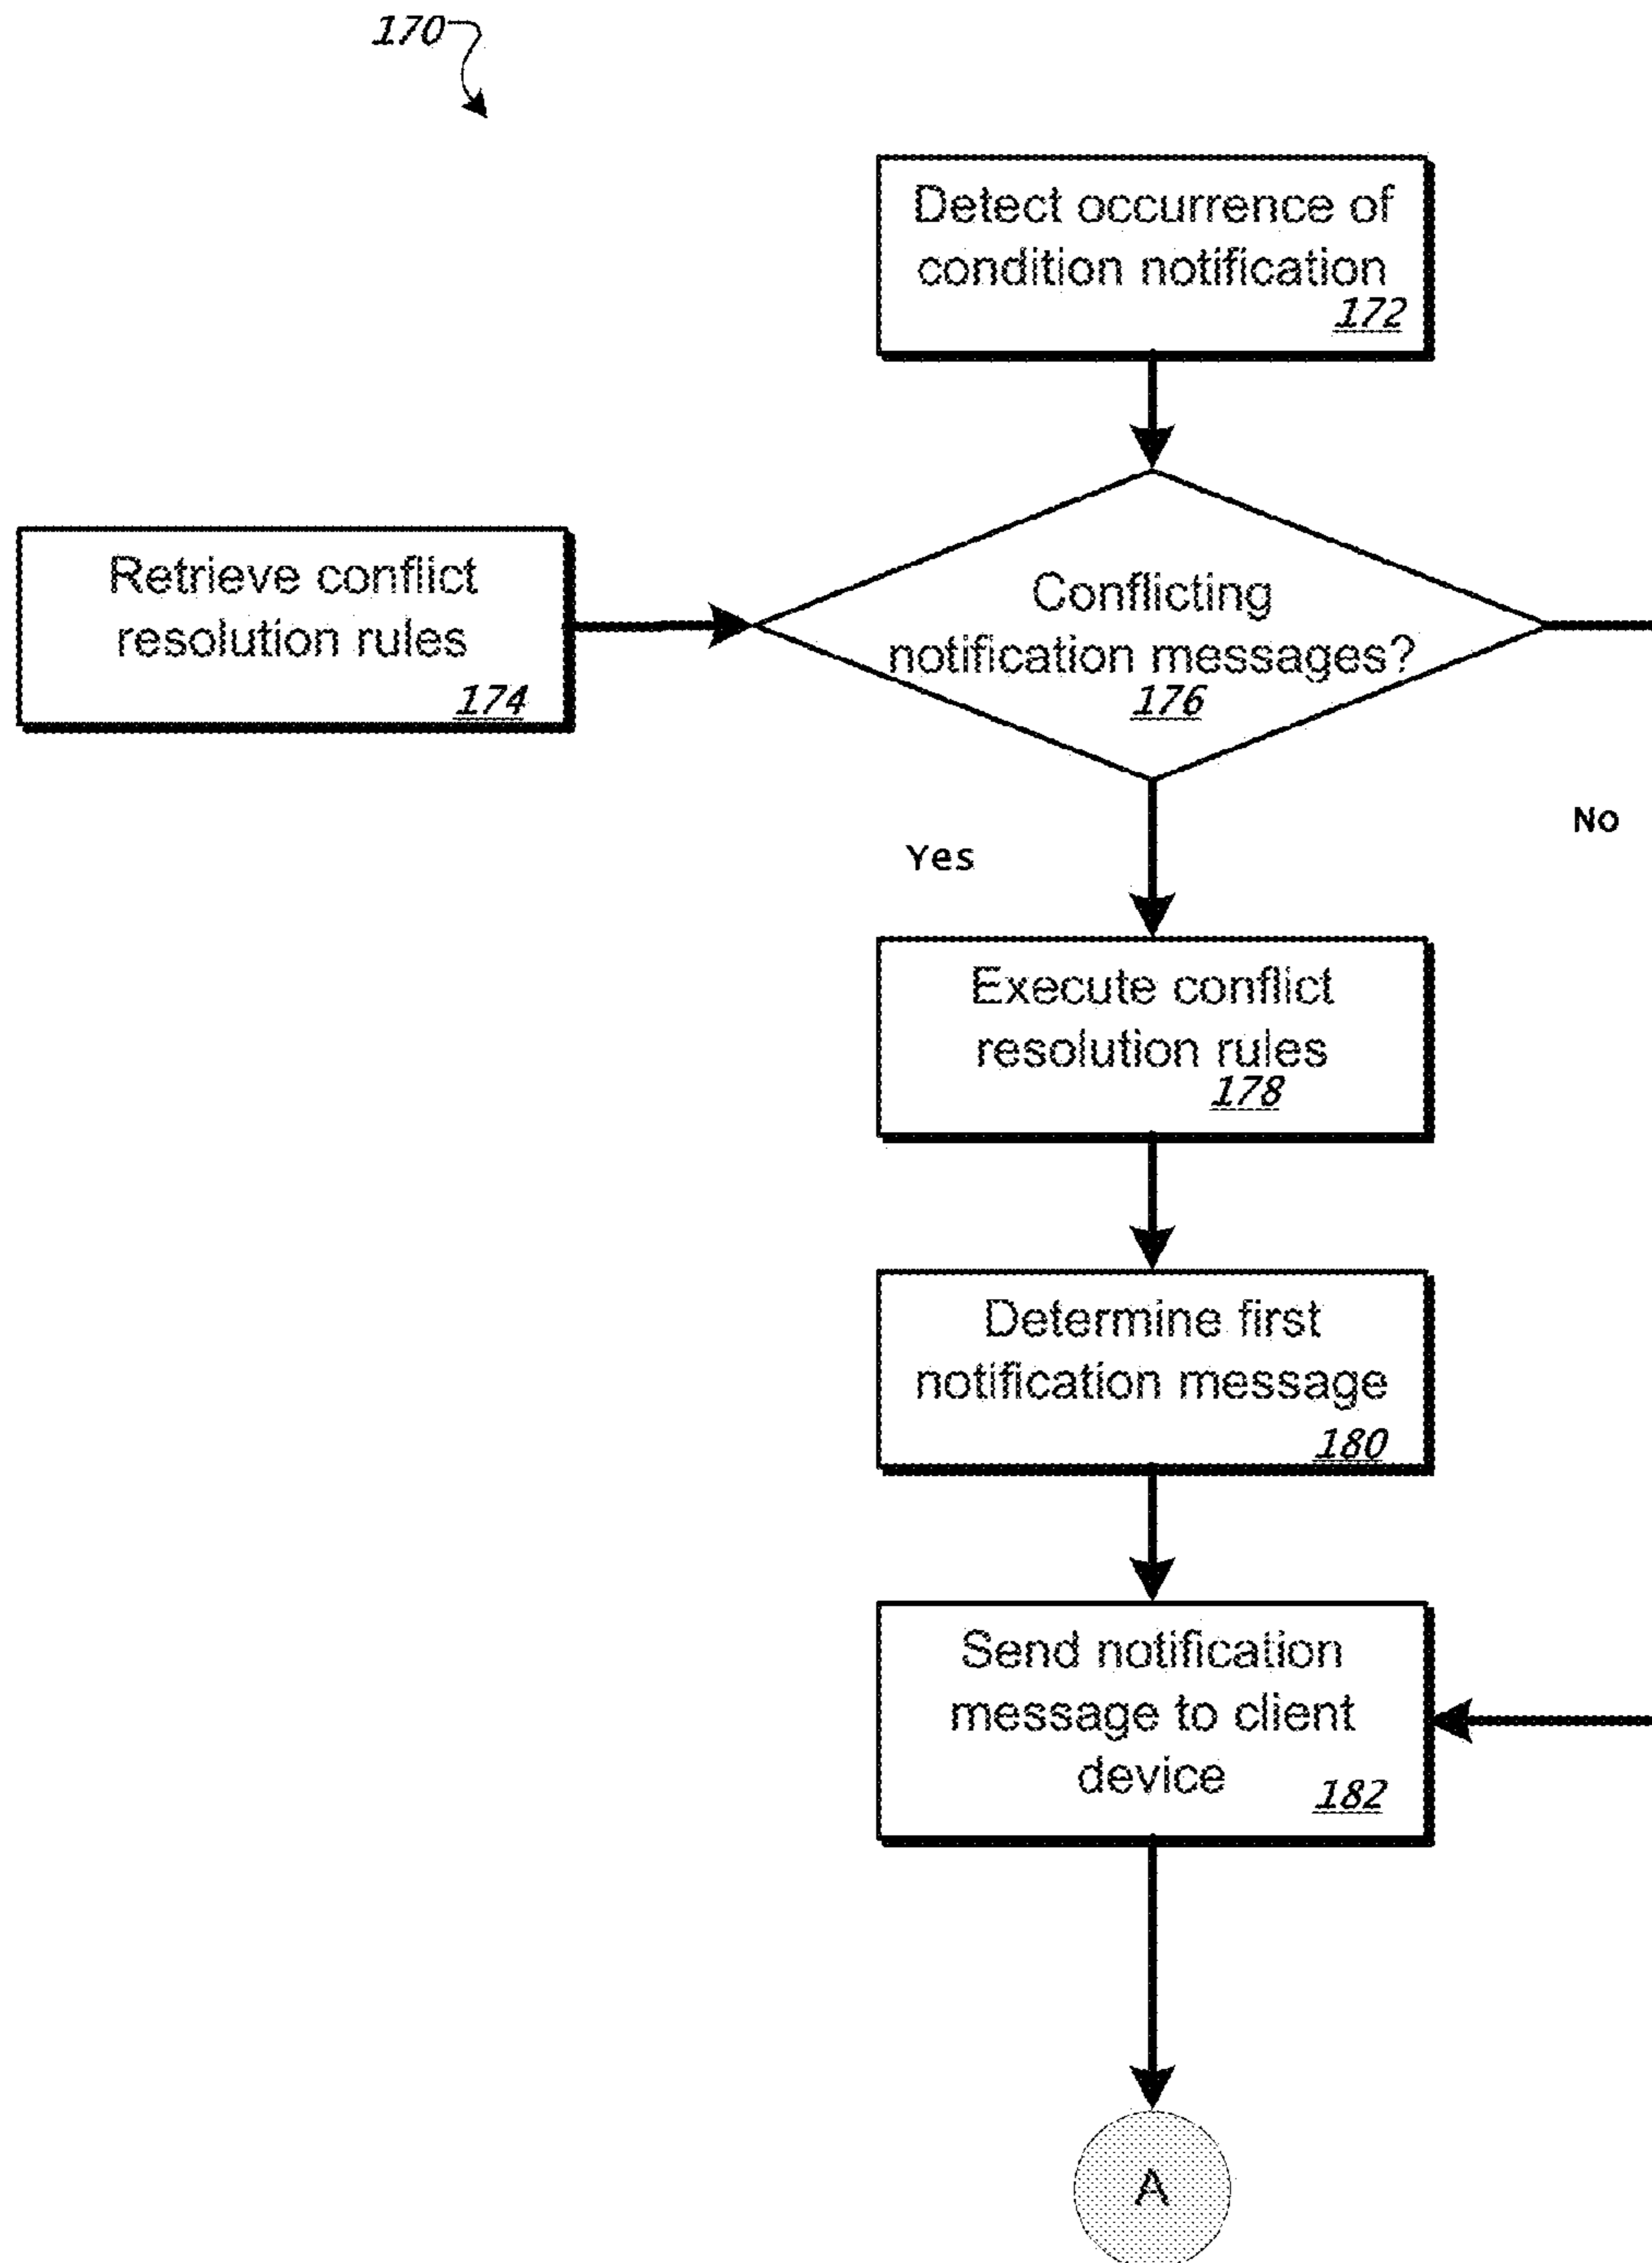 170
Detect occurrence of
condition notification
172
Retrieve conflict
resolution rules
174
Conflicting
notification messages?
176
No
Yes
Execute conflict
resolution rules
178
Determine first
notification message
180
Send notification
message to client
device
182
A